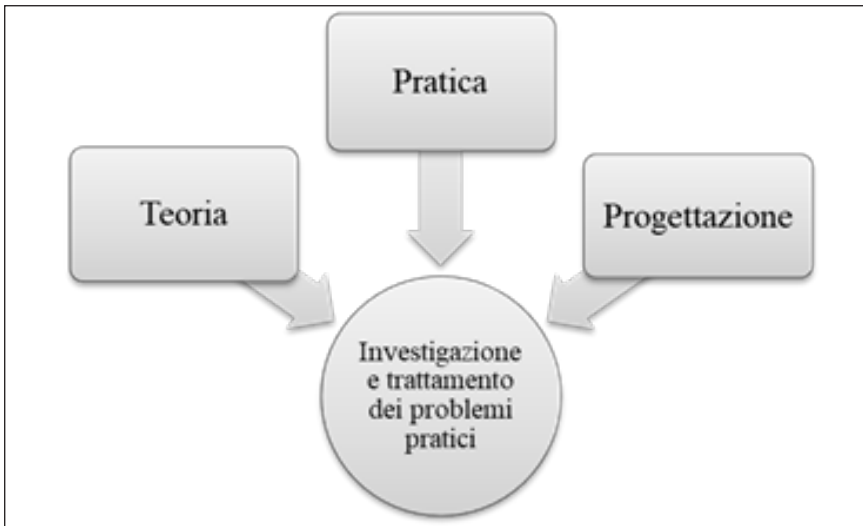 Pratica
Teoria
Progettazione
Investigazione
e trattamento
dei problemi
pratici